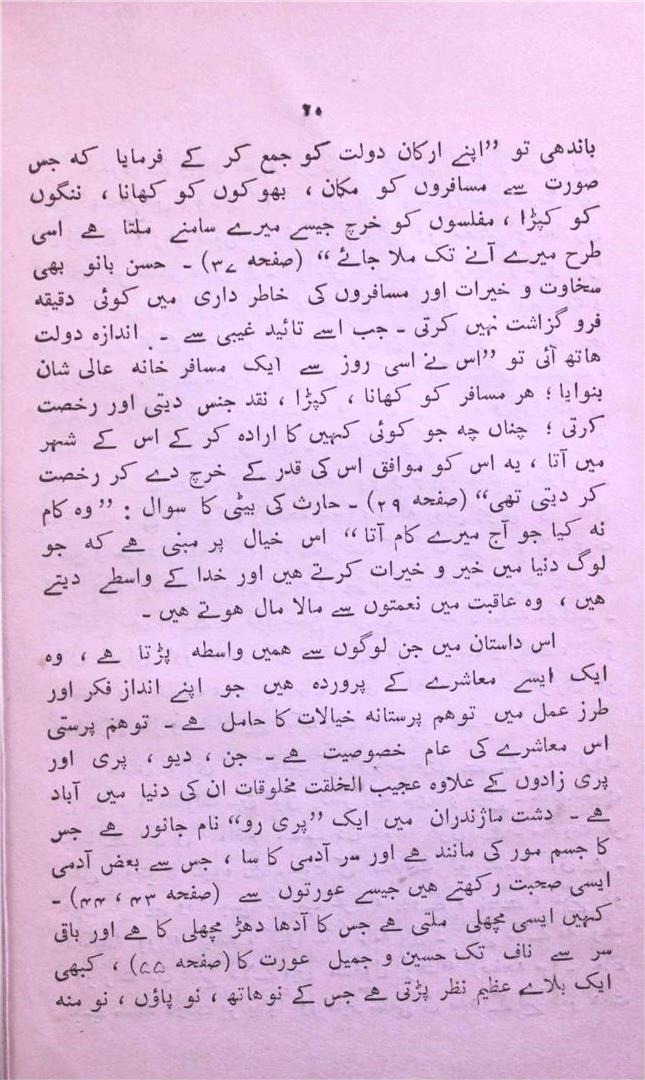 ۲۰
باندھی تو ”اپنے ارکان دولت کو جمع کر کے فرمایا کہ جس
صورت سے مسافروں کو مکان ، بھوکوں کو کھانا ، ننگوں
کو کپڑا ، مفلسوں کو خرچ جیسے میرے سامنے ملتا ہے اسی
طرح میرے آنے تک ملا جائے“ (صفحہ ۳۷) ۔ حسن بانو بھی
سخاوت و خیرات اور مسافروں کی خاطر داری میں کوئی دقیقہ
فرو گزاشت نہیں کرتی ۔ جب اسے تائید غیبی سے ۔ اندازہ دولت
ہاتھ آئی تو ”اس نے اسی روز سے ایک مسافر خانہ عالی شان
بنوایا ؛ ہر مسافر کو کھانا ، کپڑا ، نقد جنس دیتی اور رخصت
کرتی ؛ چناں چہ جو کوئی کہیں کا ارادہ کر کے اس کے شہر
میں آتا ، یہ اس کو موافق اس کی قدر کے خرچ دے کر رخصت
کر دیتی تھی“ (صفحہ ۲۹) ۔ حارث کی بیٹی کا سوال : ”وہ کام
نہ کیا جو آج میرے کام آتا“ اس خیال پر مبنی ہے کہ جو
لوگ دنیا میں خیر و خیرات کرتے ہیں اور خدا کے واسطے دیتے
ہیں ، وہ عاقبت میں نعمتوں سے مالا مال ہوتے ہیں ۔
اس داستان میں جن لوگوں سے ہمیں واسطہ پڑتا ہے ، وہ
ایک ایسے معاشرے کے پروردہ ہیں جو اپنے انداز فکر اور
طرز عمل میں توہم پرستانہ خیالات کا حامل ہے ۔ توہم پرستی
اس معاشرے کی عام خصوصیت ہے ۔ جن ، دیو ، پری اور
پری زادوں کے علاوہ عجیب الخلقت مخلوقات ان کی دنیا میں آباد
ہے ۔ دشت ماژندران میں ایک ”پری رو“ نام جانور ہے جس
کا جسم مور کی مانند ہے اور سر آدمی کا سا ، جس سے بعض آدمی
ایسی صحبت رکھتے ہیں جیسے عورتوں سے (صفحہ ۴۳ ، ۴۴) ۔
کہیں ایسی مچھلی ملتی ہے جس کا آدھا دھڑ مچھلی کا ہے اور باقی
سر سے ناف تک حسین و جمیل عورت کا (صفحہ ۵۵) ، کبھی
ایک بلاے عظیم نظر پڑتی ہے جس کے نو ہاتھ ، نو پاؤں ، نو منہ